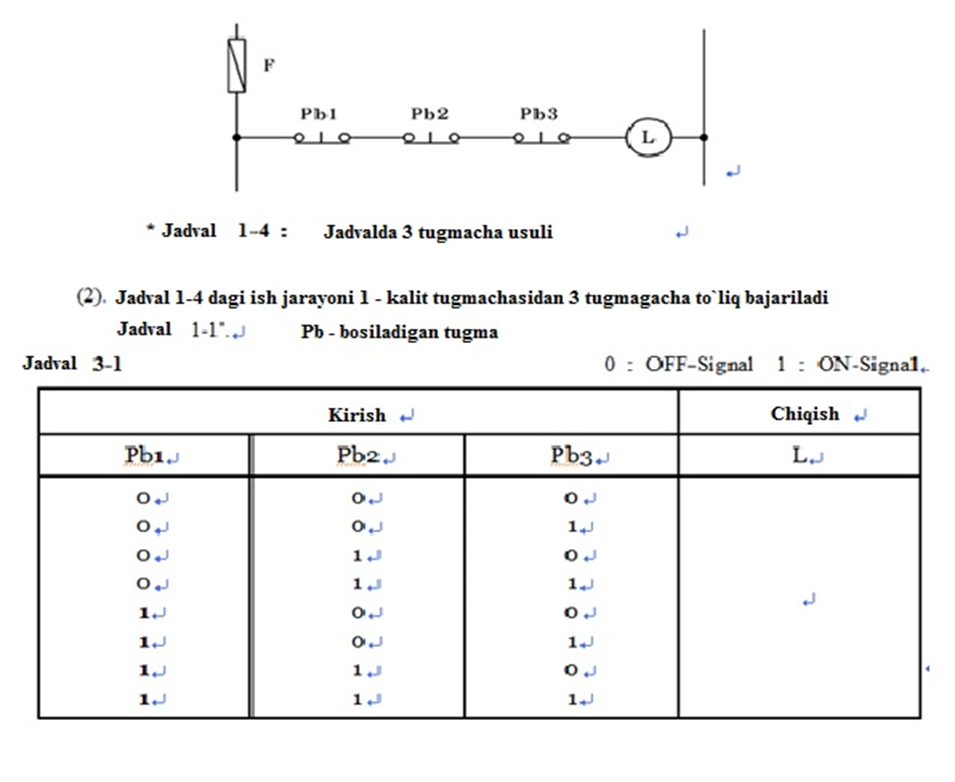 F
Pb1 Pb2 Pb3
L
* Jadval 1-4 : Jadvalda 3 tugmacha usuli
(2). Jadval 1-4 dagi ish jarayoni 1 - kalit tugmachasidan 3 tugmagacha to`liq bajariladi
Jadval 1-1". Pb - bosiladigan tugma
Jadval 3-1 0 : OFF-Signal 1 : ON-Signal
Kirish Chiqish
Pb1 Pb2 Pb3 L
0 0 0
0 0 1
0 1 0
0 1 1
1 0 0
1 0 1
1 1 0
1 1 1